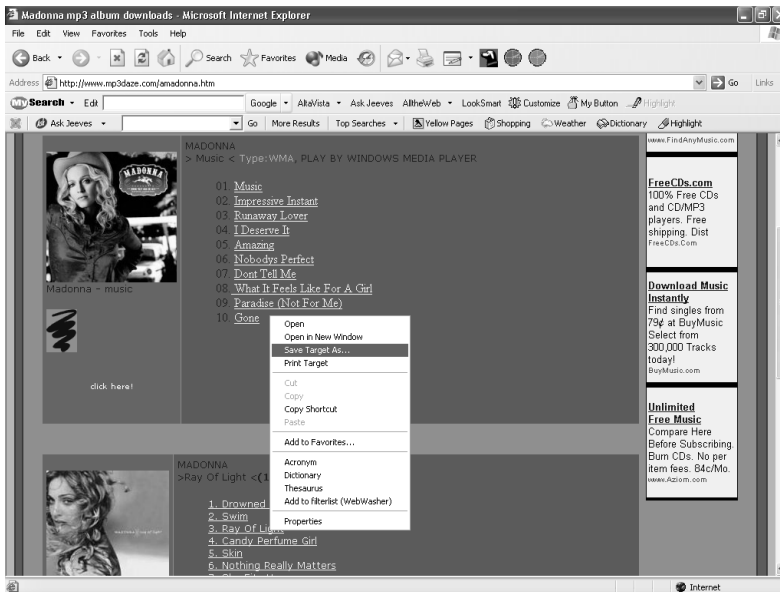 Madonna mp3 album downloads - Microsoft Internet Explorer
File Edit View Favorites Tools Help
Back Search Favorites Media
Address http://www.mp3daze.com/amadonna.htm Go Links
My Search Edit Google AltaVista Ask Jeeves AlltheWeb LookSmart Customize My Button Highlight
Ask Jeeves Go More Results Top Searches Yellow Pages Shopping Weather Dictionary Highlight
MADONNA
> Music < Type:WMA, PLAY BY WINDOWS MEDIA PLAYER
MADONNA
Madonna - music
click here!
01. Music
02. Impressive Instant
03. Runaway Lover
04. I Deserve It
05. Amazing
06. Nobodys Perfect
07. Dont Tell Me
08. What It Feels Like For A Girl
09. Paradise (Not For Me)
10. Gone
Open
Open in New Window
Save Target As...
Print Target
Cut
Copy
Copy Shortcut
Paste
Add to Favorites...
Acronym
Dictionary
Thesaurus
Add to filterlist (WebWasher)
Properties
MADONNA
>Ray Of Light <(1
1. Drowned
2. Swim
3. Ray Of Light
4. Candy Perfume Girl
5. Skin
6. Nothing Really Matters
www.FindAnyMusic.com
FreeCDs.com
100% Free CDs
and CD/MP3
players. Free
shipping. Dist
FreeCDs.Com
Download Music
Instantly
Find singles from
79¢ at BuyMusic
Select from
300,000 Tracks
today!
BuyMusic.com
Unlimited
Free Music
Compare Here
Before Subscribing.
Burn CDs. No per
item fees. 84c/Mo.
www.Aziom.com
Internet